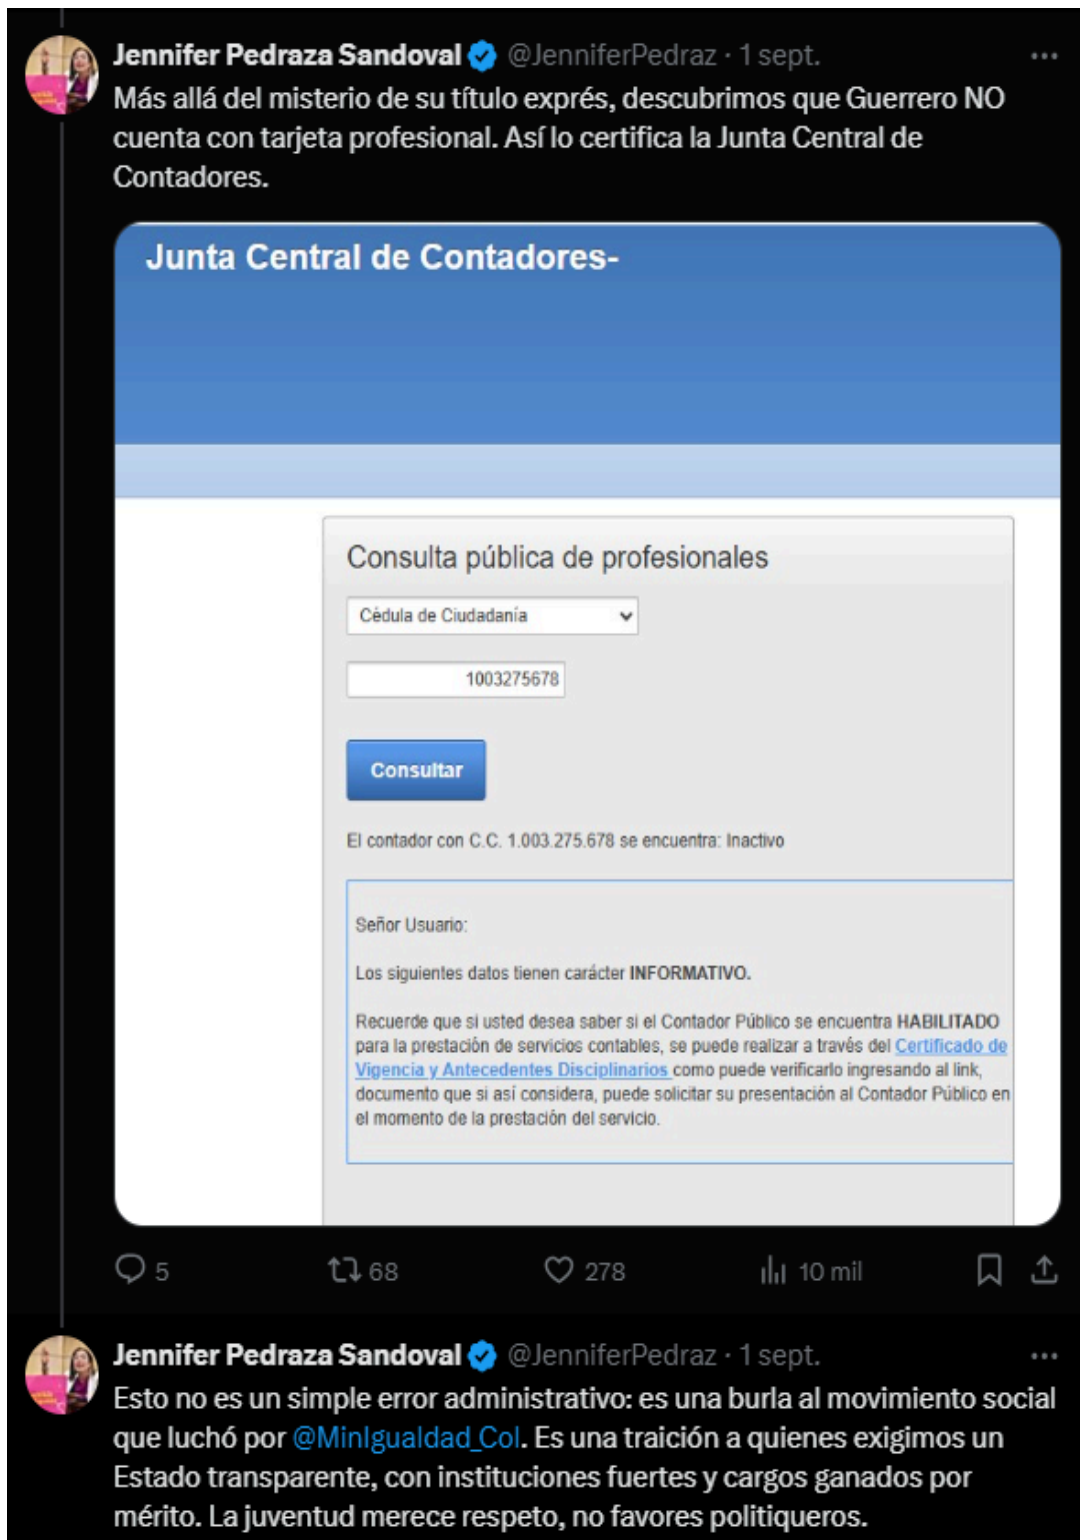 Jennifer Pedraza Sandoval @JenniferPedraz · 1 sept.
Más allá del misterio de su título exprés, descubrimos que Guerrero NO
cuenta con tarjeta profesional. Así lo certifica la Junta Central de
Contadores.
Junta Central de Contadores-
Consulta pública de profesionales
Cédula de Ciudadanía
1003275678
Consultar
El contador con C.C. 1.003.275.678 se encuentra: Inactivo
Señor Usuario:
Los siguientes datos tienen carácter INFORMATIVO.
Recuerde que si usted desea saber si el Contador Público se encuentra HABILITADO
para la prestación de servicios contables, se puede realizar a través del Certificado de
Vigencia y Antecedentes Disciplinarios como puede verificarlo ingresando al link,
documento que si así considera, puede solicitar su presentación al Contador Público en
el momento de la prestación del servicio.
5 68 278 10 mil
Jennifer Pedraza Sandoval @JenniferPedraz · 1 sept.
Esto no es un simple error administrativo: es una burla al movimiento social
que luchó por @MinIgualdad_Col. Es una traición a quienes exigimos un
Estado transparente, con instituciones fuertes y cargos ganados por
mérito. La juventud merece respeto, no favores politiqueros.